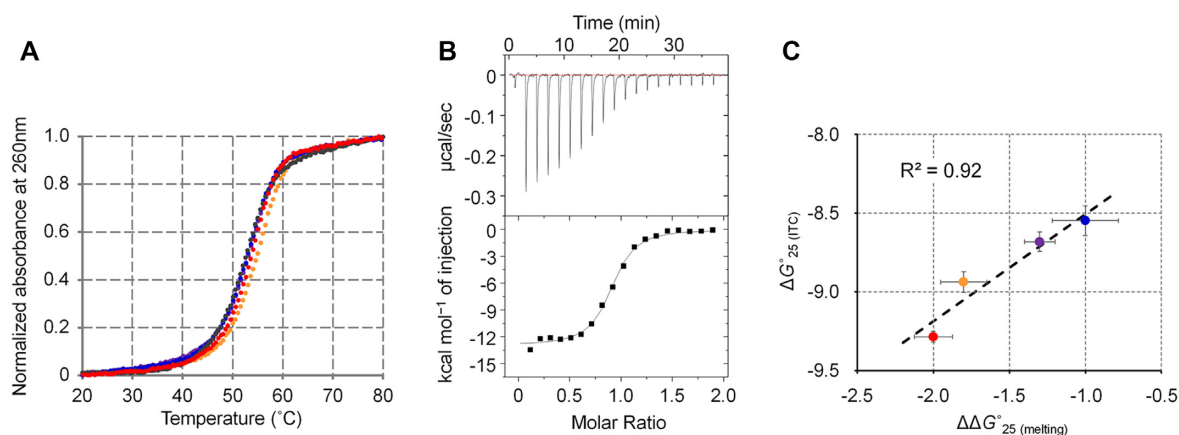 A
Normalized absorbance at 260nm
1.0
0.8
0.6
0.4
0.2
0
20 30 40 50 60 70 80
Temperature (˚C)
B
Time (min)
0 10 20 30
µcal/sec
0
-0.1
-0.2
-0.3
kcal mol⁻¹ of injection
0
-3
-6
-9
-12
-15
0 0.5 1.0 1.5 2.0
Molar Ratio
C
R² = 0.92
ΔG°25 (ITC)
-8.0
-8.5
-9.0
-9.5
-2.5 -2.0 -1.5 -1.0 -0.5
ΔΔG°25 (melting)